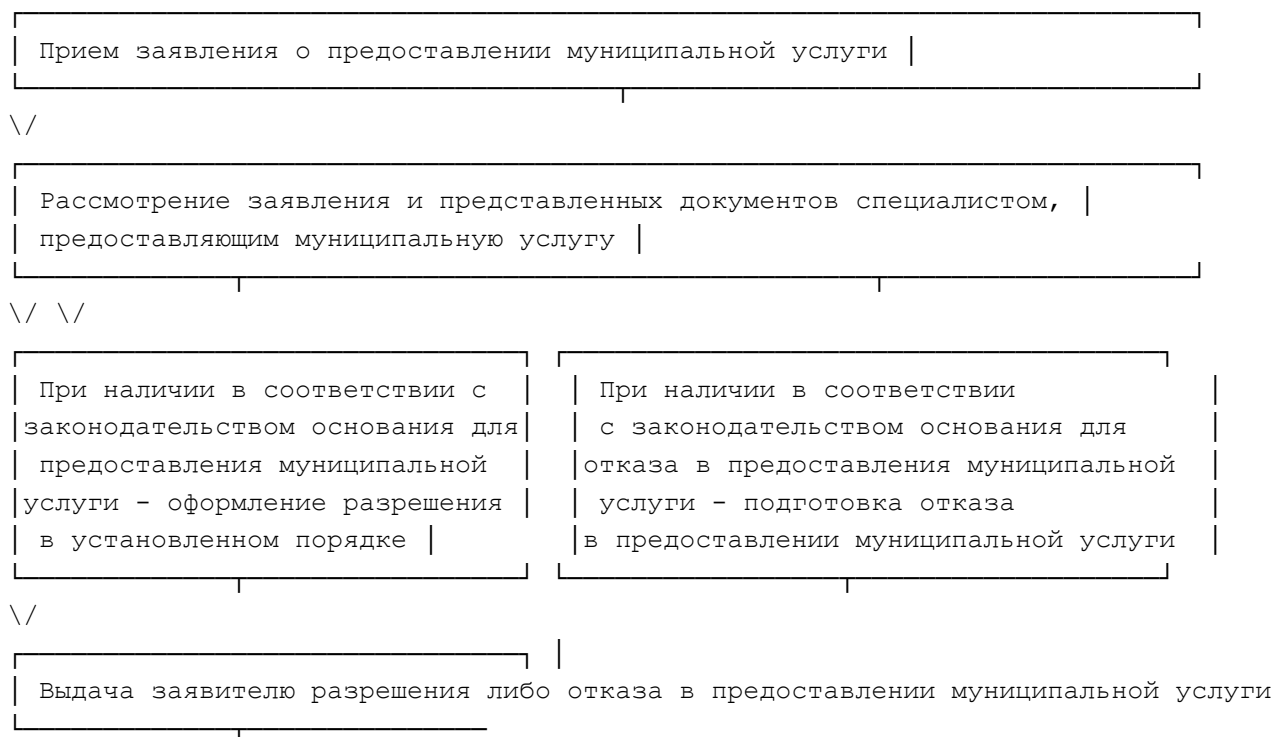 Прием заявления о предоставлении муниципальной услуги
\/
Рассмотрение заявления и представленных документов специалистом,
предоставляющим муниципальную услугу
\/ \/
При наличии в соответствии с
законодательством основания для
предоставления муниципальной
услуги - оформление разрешения
в установленном порядке
При наличии в соответствии
с законодательством основания для
отказа в предоставления муниципальной
услуги - подготовка отказа
в предоставлении муниципальной услуги
\/
Выдача заявителю разрешения либо отказа в предоставлении муниципальной услуги